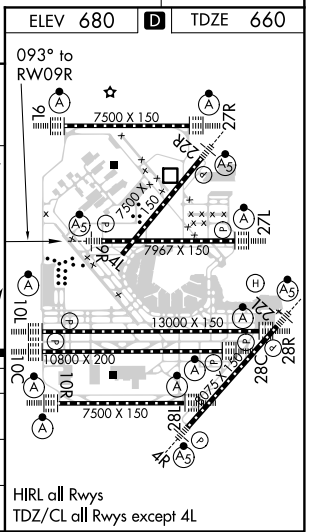 ELEV 680
D
TDZE 660
093° to
RW09R
A
A
9L
7500 X 150
27R
22R
A5
P
7500 X 150
A5
P
A
27L
9R
4L
7967 X 150
P
A
H
A5
10L
P
13000 X 150
A
22L
28R
P
10800 X 200
P
P
28C
P
10C
A
10R
A
A
28L
7500 X 150
8075 X 150
A
4R
A5
P
HIRL all Rwys
TDZ/CL all Rwys except 4L